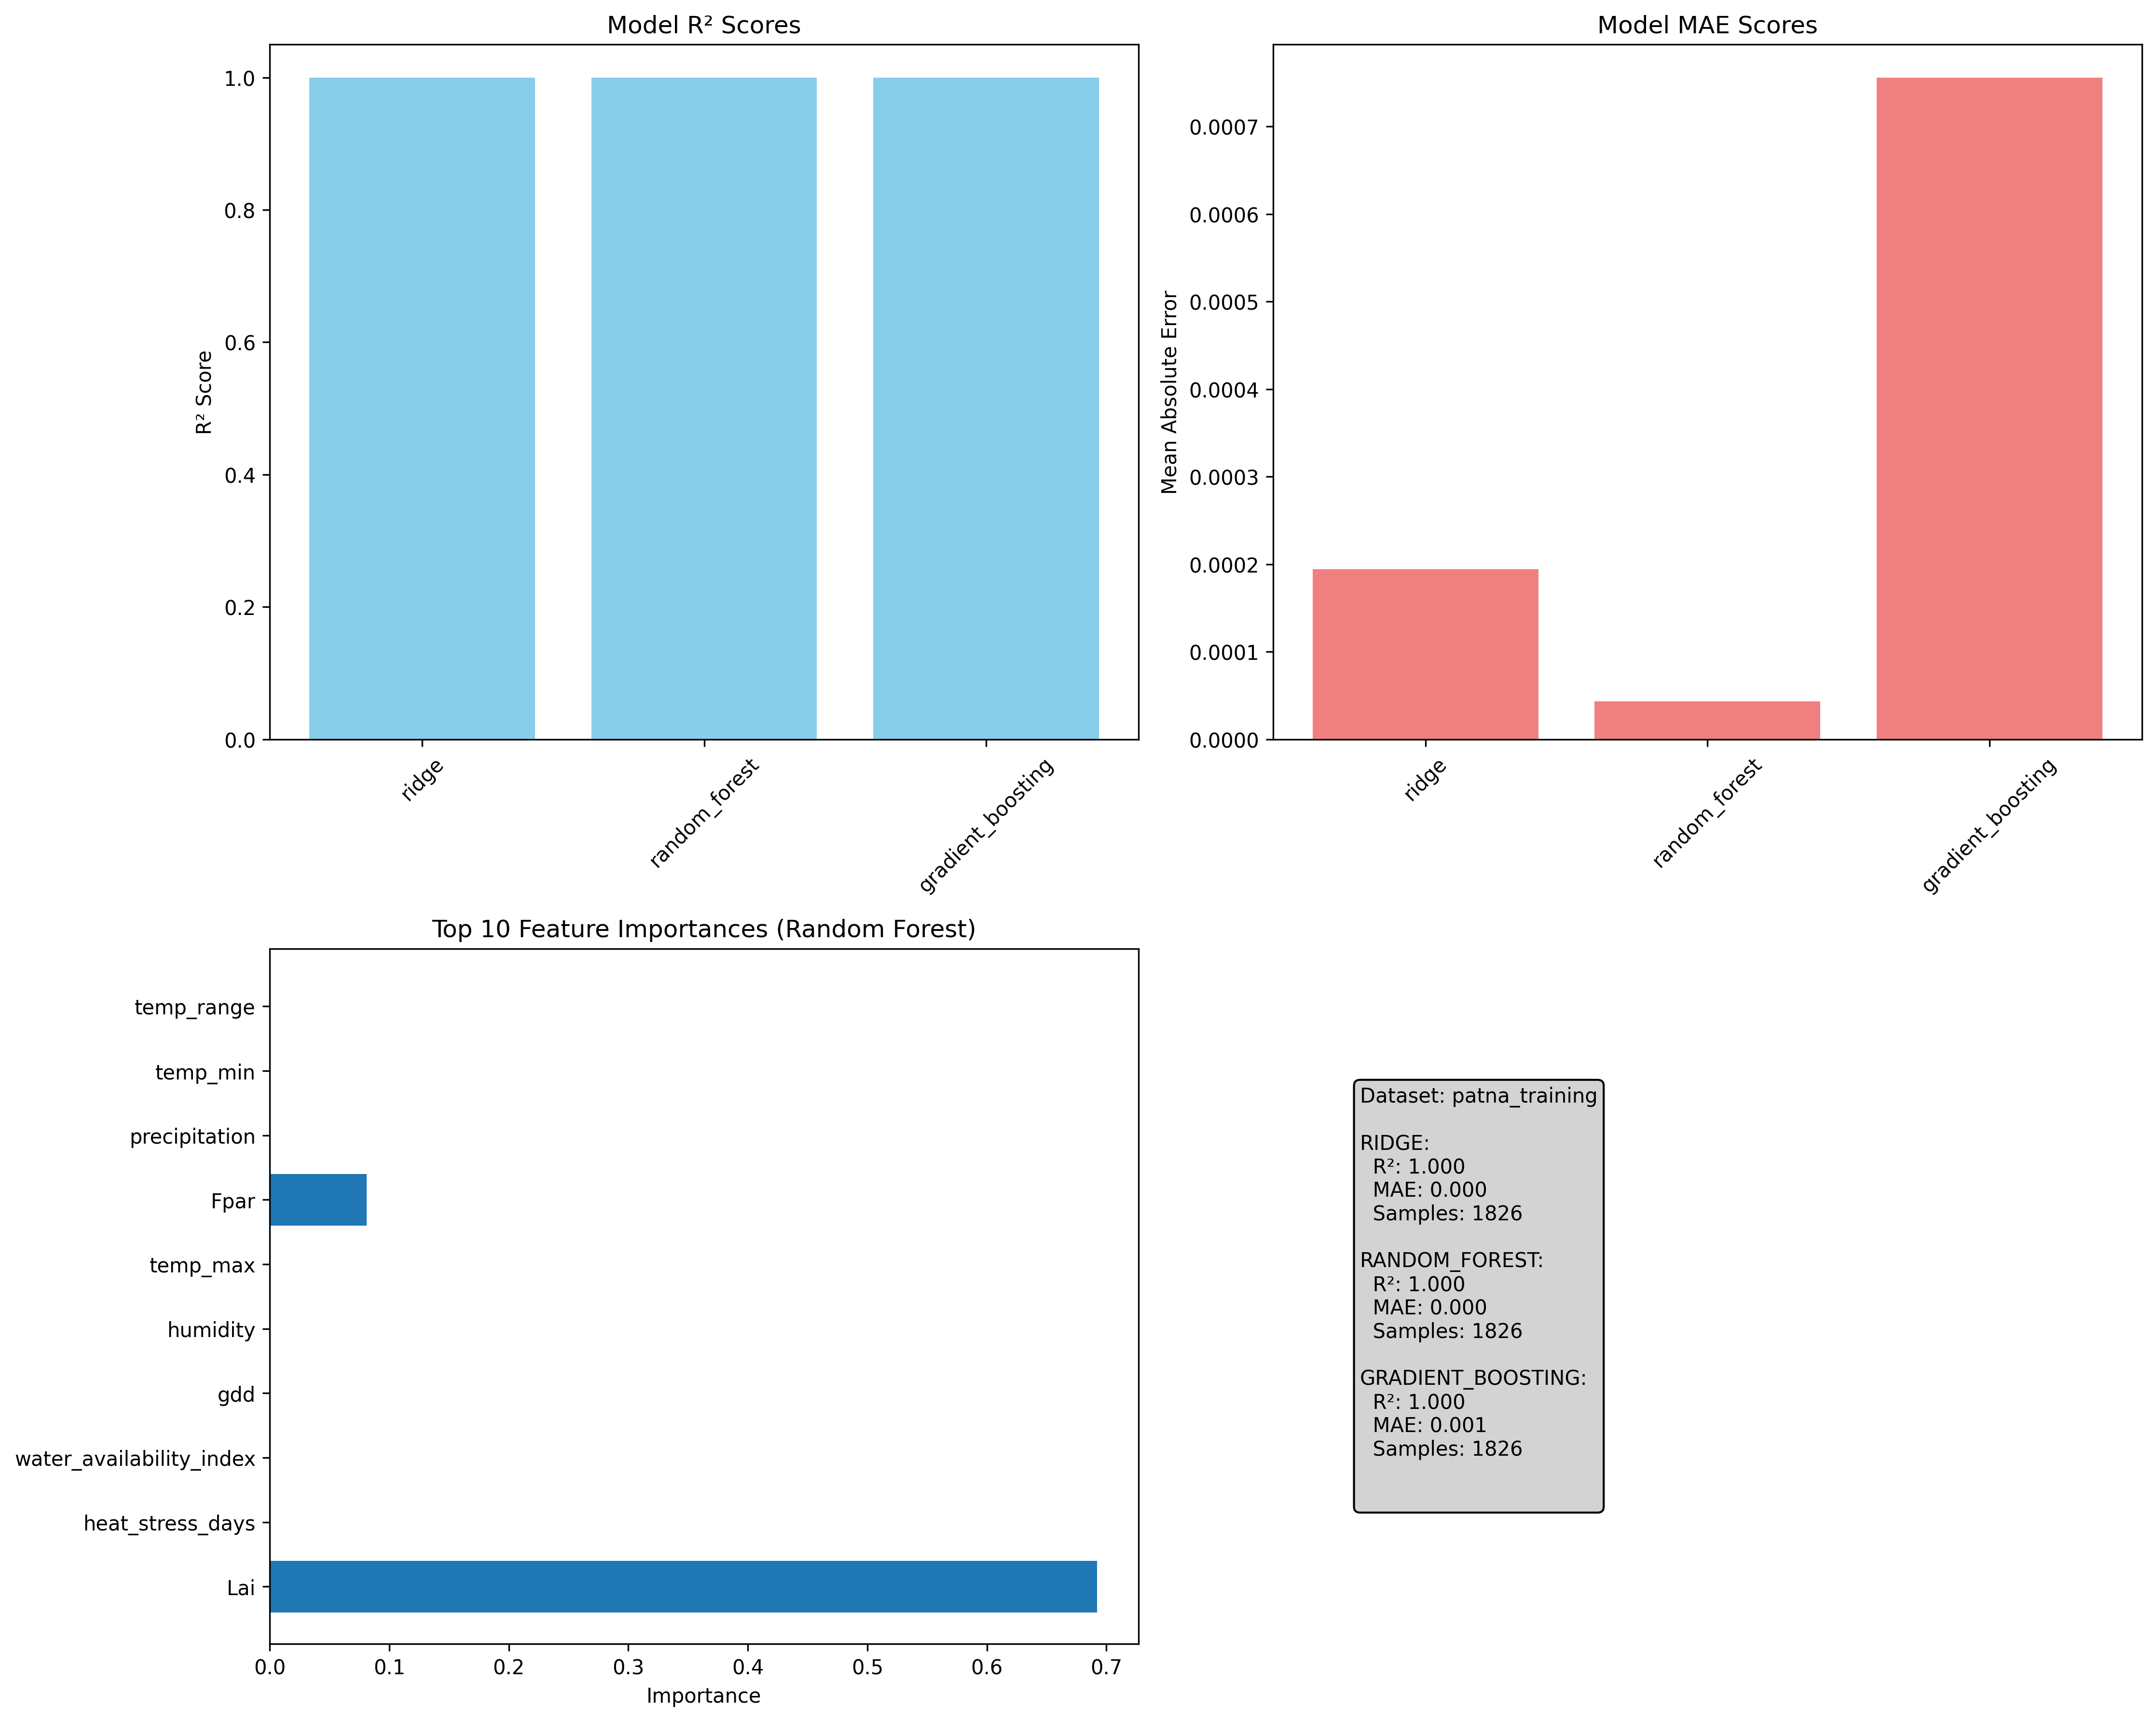 Model R² Scores
R² Score
1.0
0.8
0.6
0.4
0.2
0.0
ridge
random_forest
gradient_boosting
Model MAE Scores
Mean Absolute Error
0.0007
0.0006
0.0005
0.0004
0.0003
0.0002
0.0001
0.0000
ridge
random_forest
gradient_boosting
Top 10 Feature Importances (Random Forest)
temp_range
temp_min
precipitation
Fpar
temp_max
humidity
gdd
water_availability_index
heat_stress_days
Lai
0.0 0.1 0.2 0.3 0.4 0.5 0.6 0.7
Importance
Dataset: patna_training
RIDGE:
R²: 1.000
MAE: 0.000
Samples: 1826
RANDOM_FOREST:
R²: 1.000
MAE: 0.000
Samples: 1826
GRADIENT_BOOSTING:
R²: 1.000
MAE: 0.001
Samples: 1826